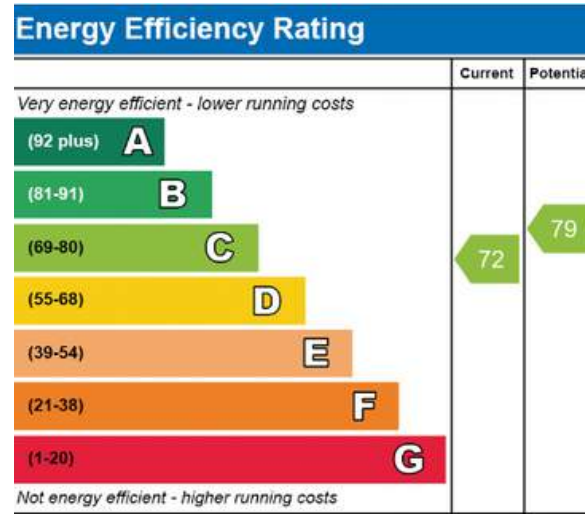 Energy Efficiency Rating
Current Potentia
Very energy efficient - lower running costs
(92 plus) A
(81-91) B
(69-80) C
(55-68) D
(39-54) E
(21-38) F
(1-20) G
72
79
Not energy efficient - higher running costs